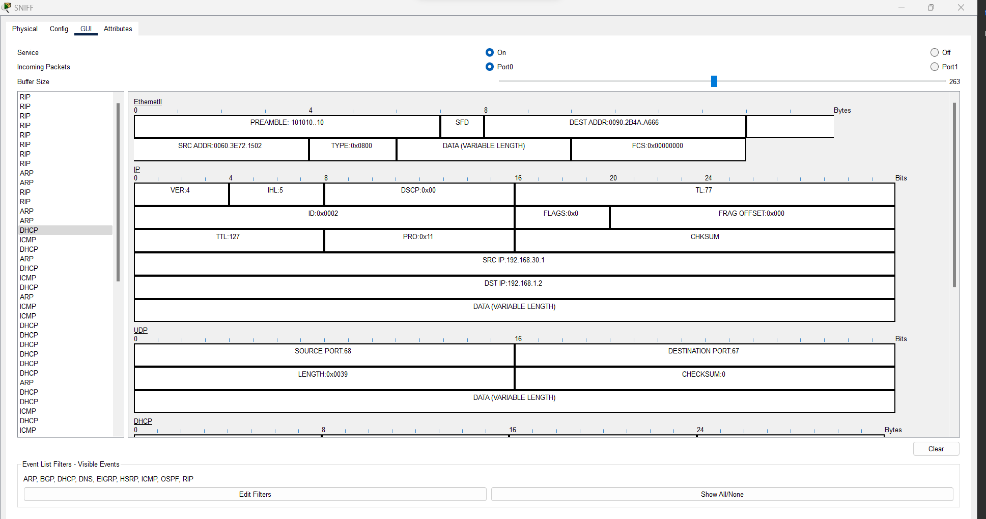 SNIFF
Physical Config GUI Attributes
Service On Off
Incoming Packets Port0 Port1
Buffer Size 263
RIP
RIP
RIP
RIP
RIP
RIP
RIP
RIP
ARP
ARP
RIP
RIP
ARP
ARP
DHCP
ICMP
DHCP
ARP
DHCP
ICMP
DHCP
ARP
ICMP
ICMP
DHCP
DHCP
DHCP
DHCP
DHCP
DHCP
ARP
DHCP
DHCP
ICMP
DHCP
ICMP
EthernetII
0 4 8 Bytes
PREAMBLE: 101010..10 SFD DEST ADDR:0090.2B4A.A666
SRC ADDR:0060.3E72.1502 TYPE:0x0800 DATA (VARIABLE LENGTH) FCS:0x00000000
IP
0 4 8 16 20 24 Bits
VER:4 IHL:5 DSCP:0x00 TL:77
ID:0x0002 FLAGS:0x0 FRAG OFFSET:0x000
TTL:127 PRO:0x11 CHKSUM
SRC IP:192.168.30.1
DST IP:192.168.1.2
DATA (VARIABLE LENGTH)
UDP
0 16 Bits
SOURCE PORT:68 DESTINATION PORT:67
LENGTH:0x0039 CHECKSUM:0
DATA (VARIABLE LENGTH)
DHCP
0 8 16 24 Bytes
Clear
Event List Filters - Visible Events
ARP, BGP, DHCP, DNS, EIGRP, HSRP, ICMP, OSPF, RIP
Edit Filters Show All/None